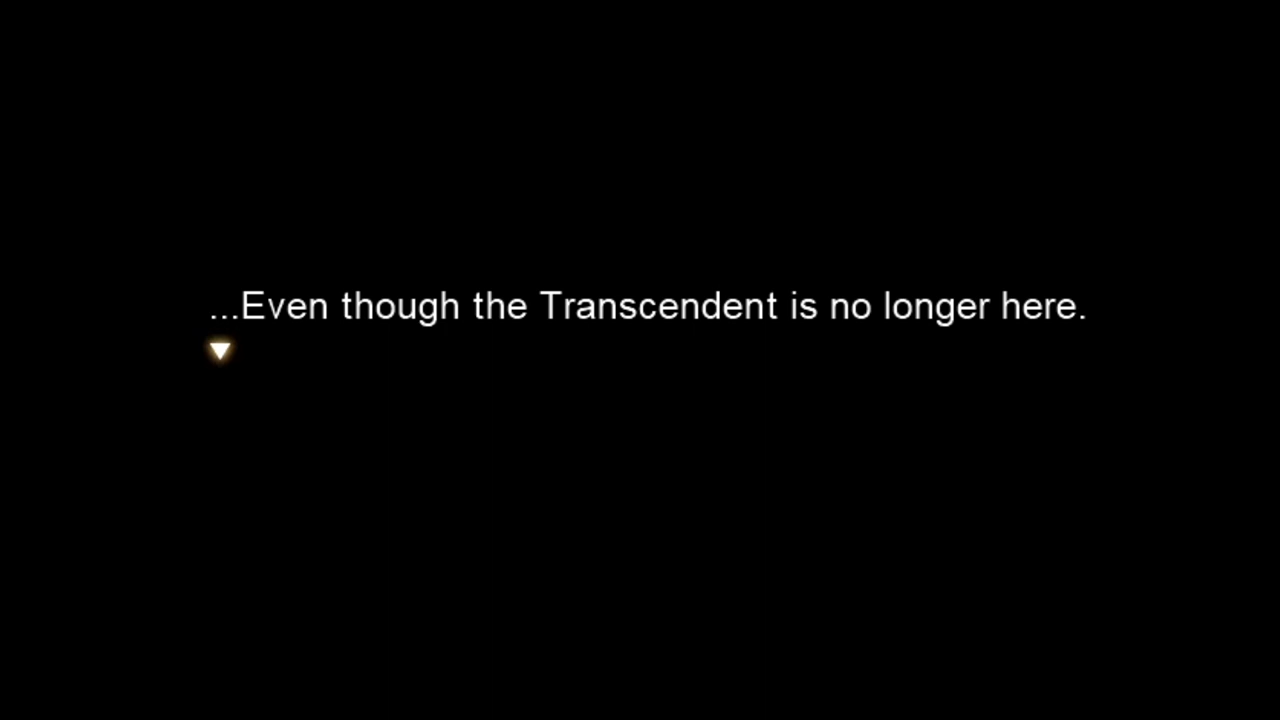 ...Even though the Transcendent is no longer here.